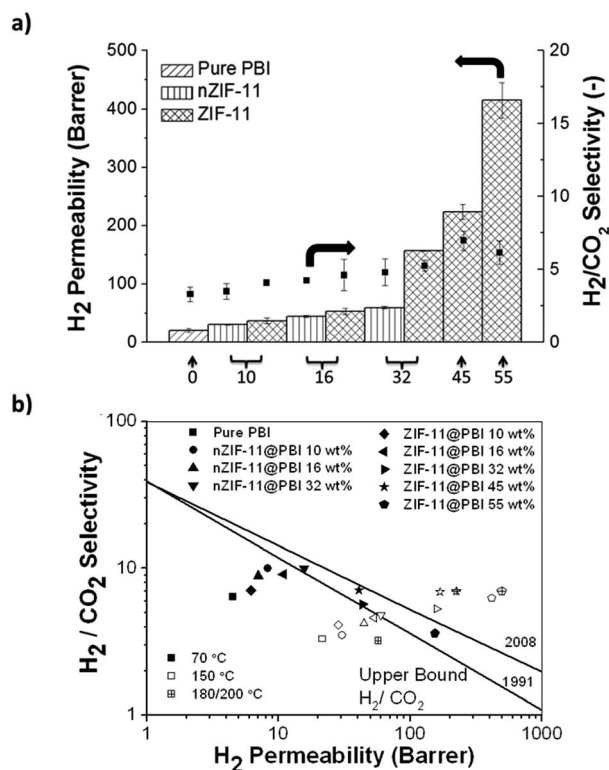 a)
H2 Permeability (Barrer)
500
400
300
200
100
0
Pure PBI
nZIF-11
ZIF-11
20
15
10
5
0
H2/CO2 Selectivity (-)
0 10 16 32 45 55
b)
H2 / CO2 Selectivity
100
10
1
Pure PBI
nZIF-11@PBI 10 wt%
nZIF-11@PBI 16 wt%
nZIF-11@PBI 32 wt%
ZIF-11@PBI 10 wt%
ZIF-11@PBI 16 wt%
ZIF-11@PBI 32 wt%
ZIF-11@PBI 45 wt%
ZIF-11@PBI 55 wt%
2008
1991
70 °C
150 °C
180/200 °C
Upper Bound
H2/ CO2
1 10 100 1000
H2 Permeability (Barrer)